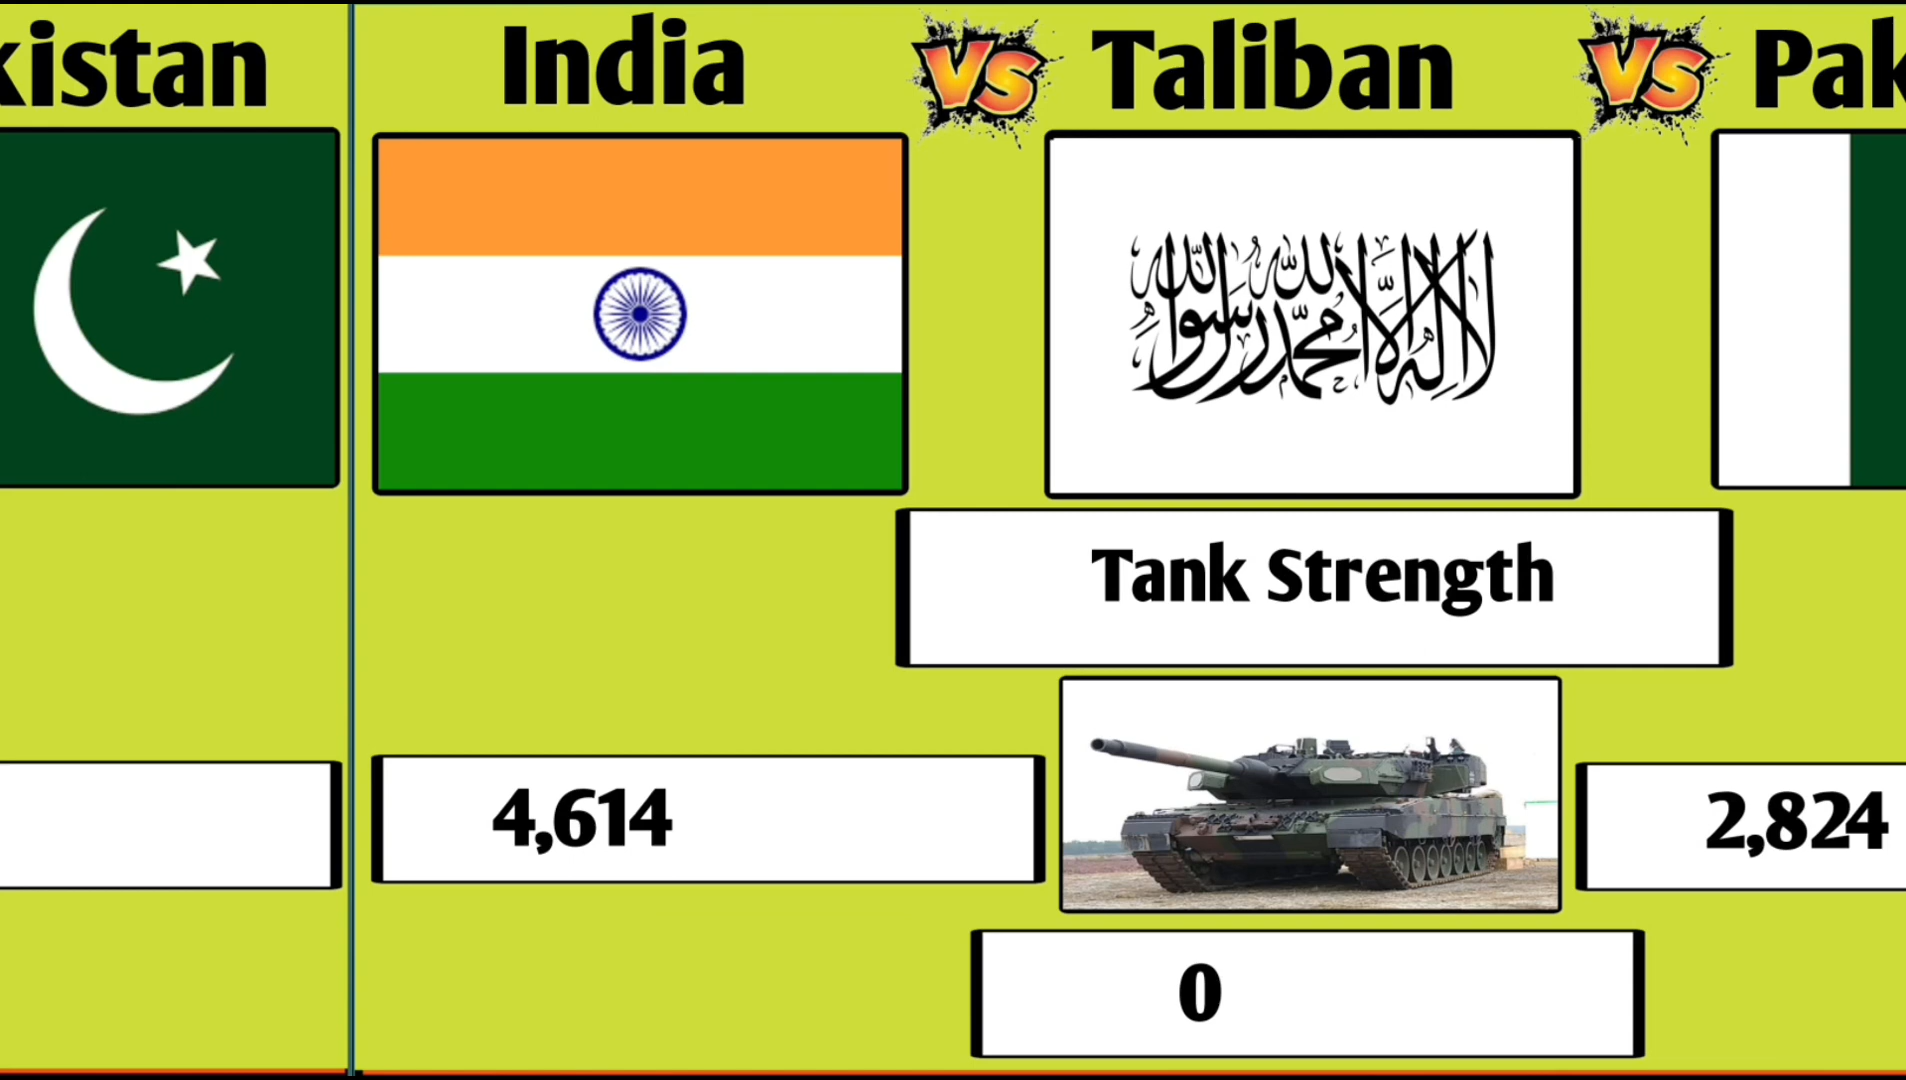 kistan
India VS Taliban VS Pak
لا إله إلا الله محمد رسول الله
Tank Strength
4,614
2,824
0